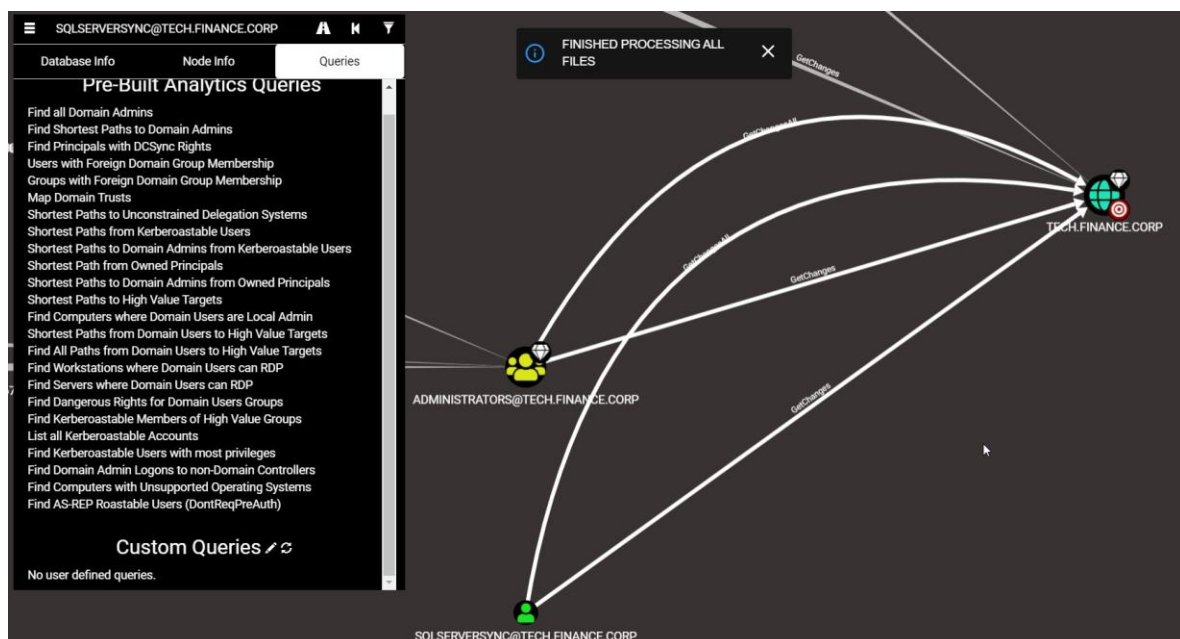 SQLSERVERSYNC@TECH.FINANCE.CORP
Database Info
Node Info
Queries
Pre-Built Analytics Queries
Find all Domain Admins
Find Shortest Paths to Domain Admins
Find Principals with DCSync Rights
Users with Foreign Domain Group Membership
Groups with Foreign Domain Group Membership
Map Domain Trusts
Shortest Paths to Unconstrained Delegation Systems
Shortest Paths from Kerberoastable Users
Shortest Paths to Domain Admins from Kerberoastable Users
Shortest Path from Owned Principals
Shortest Paths to Domain Admins from Owned Principals
Shortest Paths to High Value Targets
Find Computers where Domain Users are Local Admin
Shortest Paths from Domain Users to High Value Targets
Find All Paths from Domain Users to High Value Targets
Find Workstations where Domain Users can RDP
Find Servers where Domain Users can RDP
Find Dangerous Rights for Domain Users Groups
Find Kerberoastable Members of High Value Groups
List all Kerberoastable Accounts
Find Kerberoastable Users with most privileges
Find Domain Admin Logons to non-Domain Controllers
Find Computers with Unsupported Operating Systems
Find AS-REP Roastable Users (DontReqPreAuth)
Custom Queries
No user defined queries.
FINISHED PROCESSING ALL
FILES
GetChanges
GetChangesAll
TECH.FINANCE.CORP
GetChangesAll
GetChanges
ADMINISTRATORS@TECH.FINANCE.CORP
GetChanges
SQLSERVERSYNC@TECH.FINANCE.CORP